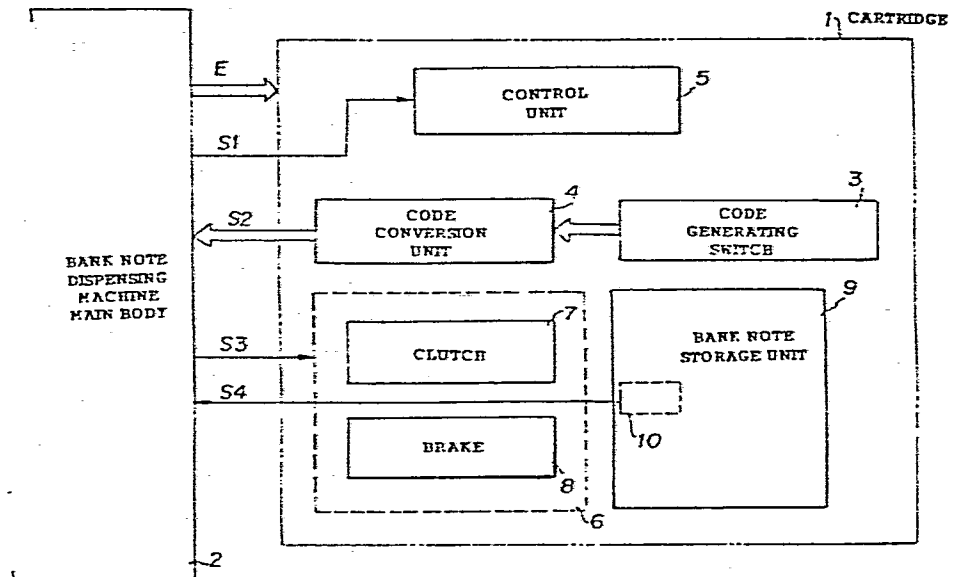 1 CARTRIDGE
E
CONTROL
UNIT
5
S1
4
3
S2
CODE
CONVERSION
UNIT
CODE
GENERATING
SWITCH
BANK NOTE
DISPENSING
MACHINE
MAIN BODY
7
9
S3
CLUTCH
BANK NOTE
STORAGE UNIT
S4
10
BRAKE
8
6
2